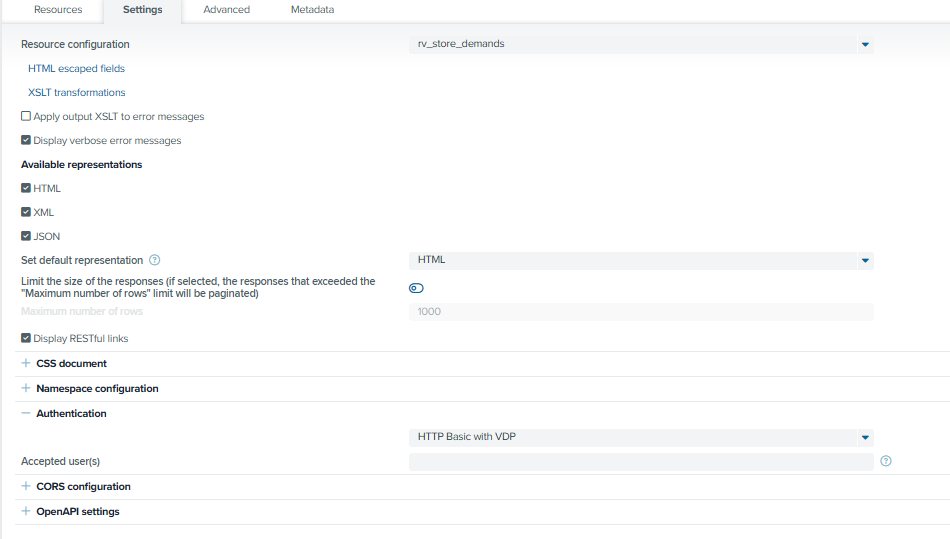 Resources Settings Advanced Metadata
Resource configuration rv_store_demands
HTML escaped fields
XSLT transformations
Apply output XSLT to error messages
Display verbose error messages
Available representations
HTML
XML
JSON
Set default representation ? HTML
Limit the size of the responses (if selected, the responses that exceeded the
"Maximum number of rows" limit will be paginated)
Maximum number of rows 1000
Display RESTful links
CSS document
Namespace configuration
Authentication
HTTP Basic with VDP
Accepted user(s) ?
CORS configuration
OpenAPI settings